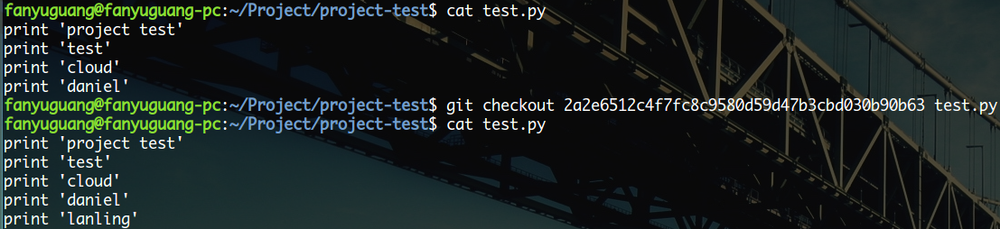 fanyuguang@fanyuguang-pc:~/Project/project-test$ cat test.py
print 'project test'
print 'test'
print 'cloud'
print 'daniel'
fanyuguang@fanyuguang-pc:~/Project/project-test$ git checkout 2a2e6512c4f7fc8c9580d59d47b3cbd030b90b63 test.py
fanyuguang@fanyuguang-pc:~/Project/project-test$ cat test.py
print 'project test'
print 'test'
print 'cloud'
print 'daniel'
print 'lanling'